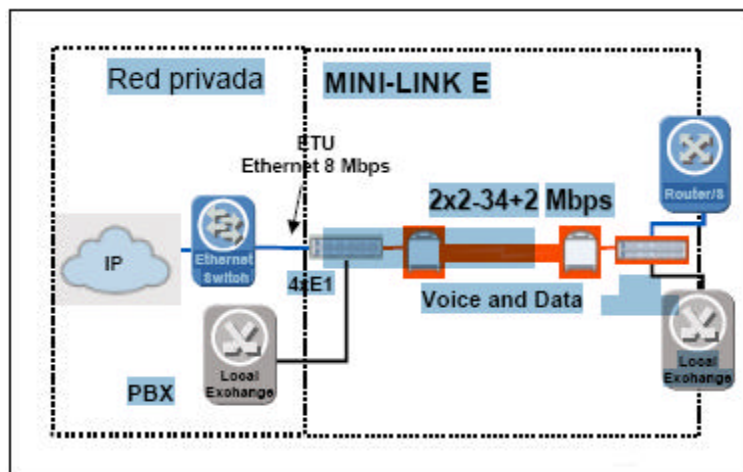 Red privada
MINI-LINK E
ETU
Ethernet 8 Mbps
2x2-34+2 Mbps
Router/S
IP
Ethernet
Switch
4xE1
Voice and Data
PBX
Local
Exchange
Local
Exchange